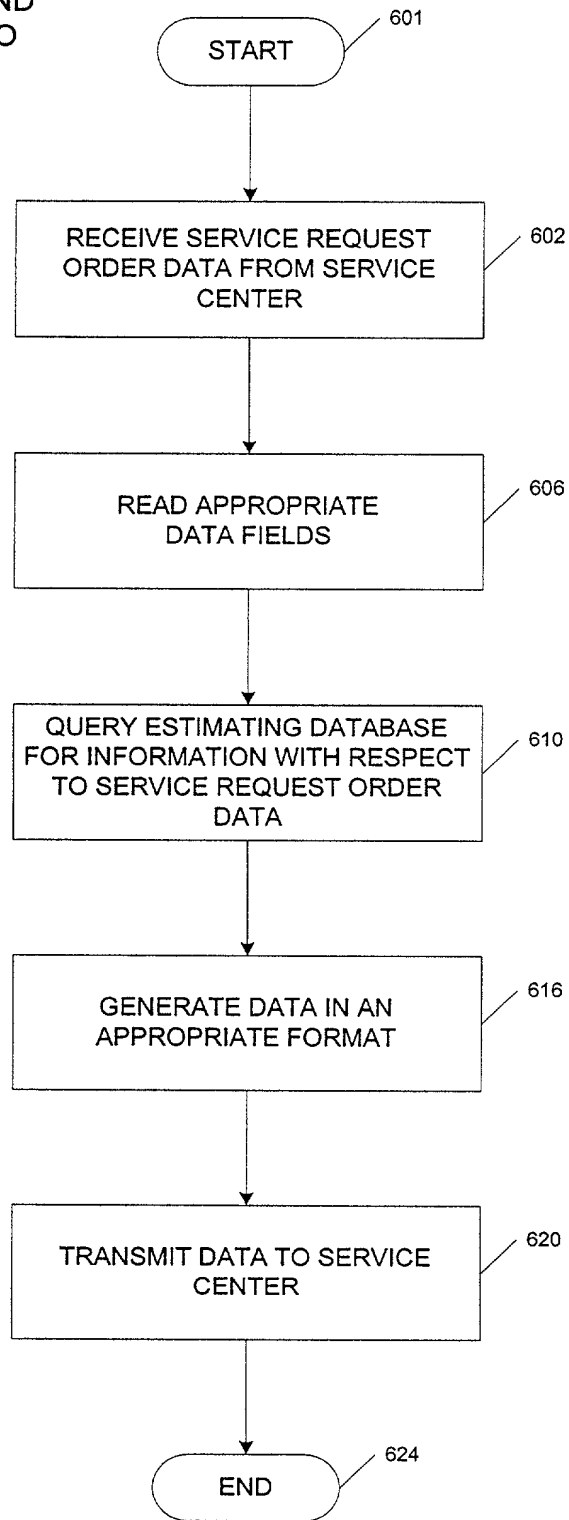 ND
O
START
601
RECEIVE SERVICE REQUEST
ORDER DATA FROM SERVICE
CENTER
602
READ APPROPRIATE
DATA FIELDS
606
QUERY ESTIMATING DATABASE
FOR INFORMATION WITH RESPECT
TO SERVICE REQUEST ORDER
DATA
610
GENERATE DATA IN AN
APPROPRIATE FORMAT
616
TRANSMIT DATA TO SERVICE
CENTER
620
END
624